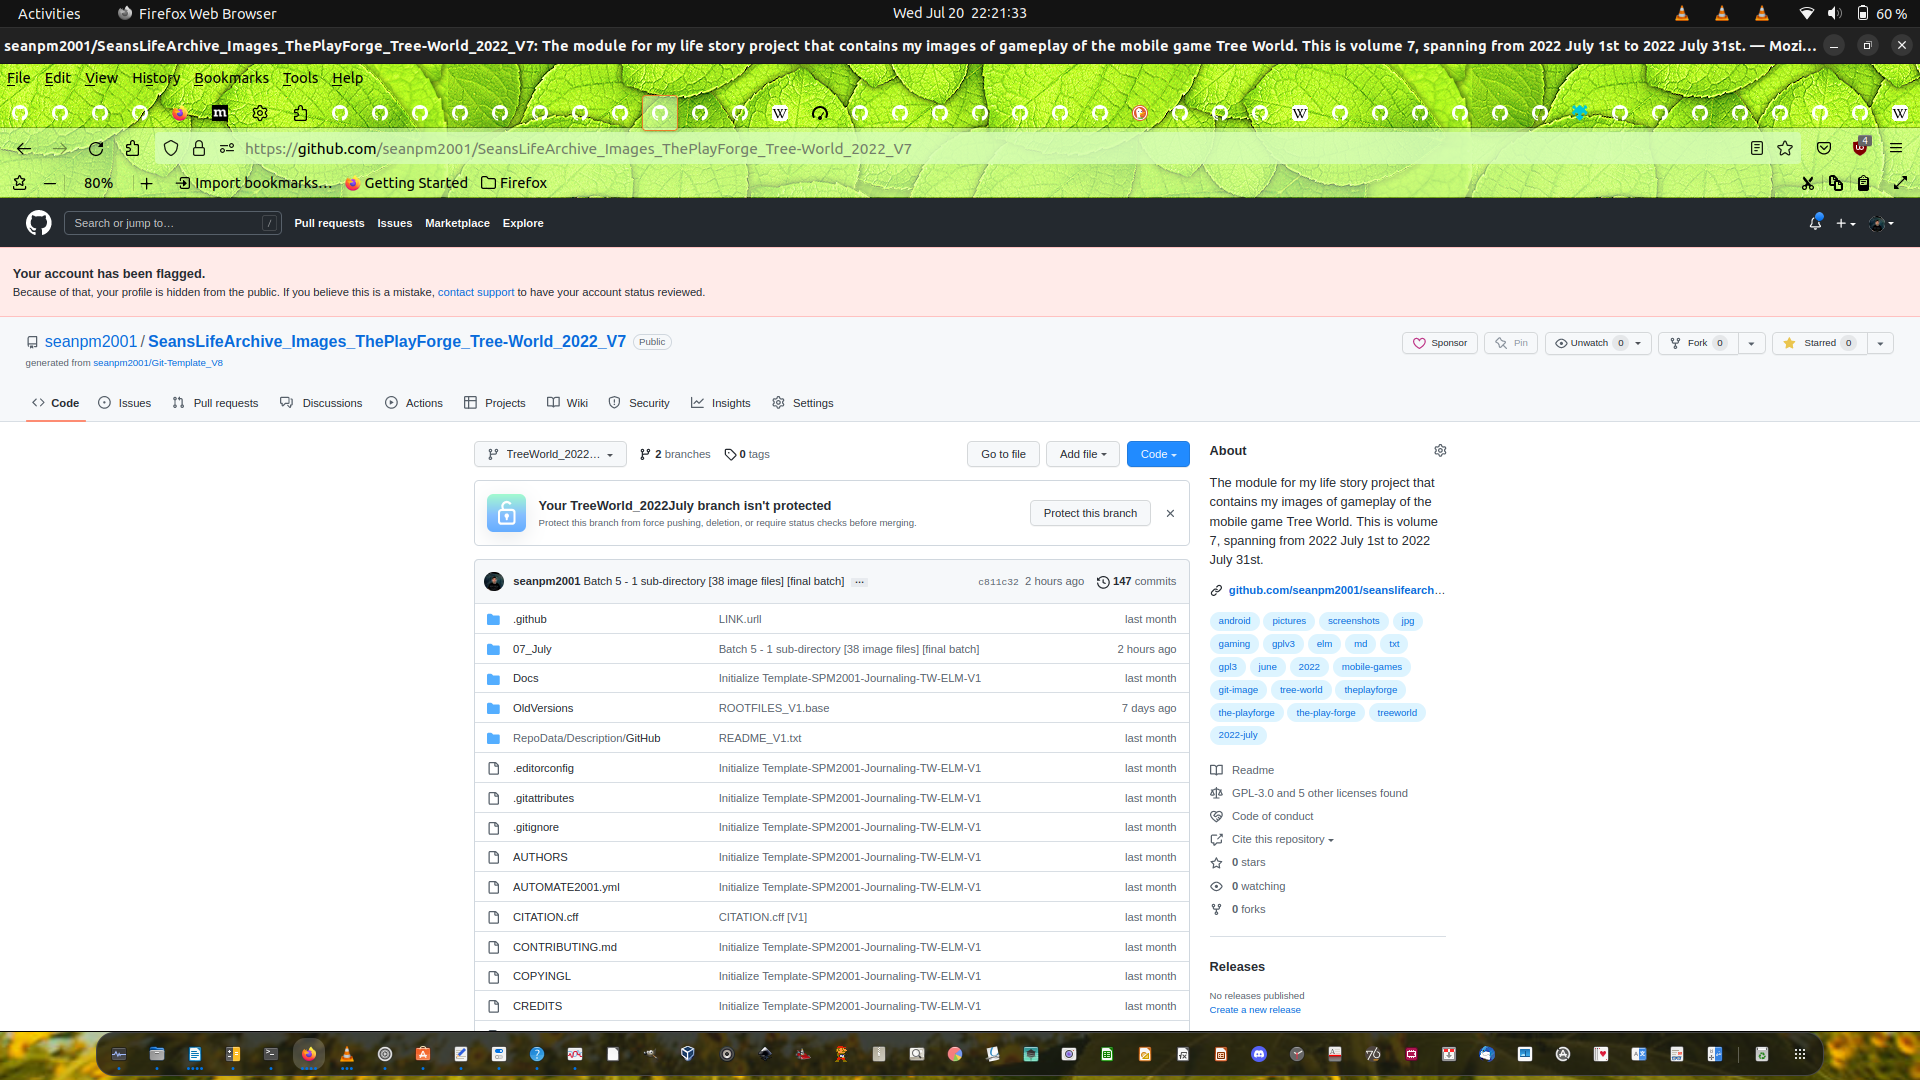 Activities
Firefox Web Browser
Wed Jul 20 22:21:33
60 %
seanpm2001/SeansLifeArchive_Images_ThePlayForge_Tree-World_2022_V7: The module for my life story project that contains my images of gameplay of the mobile game Tree World. This is volume 7, spanning from 2022 July 1st to 2022 July 31st. — Mozi…
File Edit View History Bookmarks Tools Help
https://github.com/seanpm2001/SeansLifeArchive_Images_ThePlayForge_Tree-World_2022_V7
4
80%
Import bookmarks…
Getting Started
Firefox
Search or jump to…
/
Pull requests
Issues
Marketplace
Explore
Your account has been flagged.
Because of that, your profile is hidden from the public. If you believe this is a mistake, contact support to have your account status reviewed.
seanpm2001 / SeansLifeArchive_Images_ThePlayForge_Tree-World_2022_V7
Public
Sponsor
Pin
Unwatch 0
Fork 0
Starred 0
generated from seanpm2001/Git-Template_V8
Code
Issues
Pull requests
Discussions
Actions
Projects
Wiki
Security
Insights
Settings
TreeWorld_2022…
2 branches
0 tags
Go to file
Add file
Code
Your TreeWorld_2022July branch isn't protected
Protect this branch from force pushing, deletion, or require status checks before merging.
Protect this branch
seanpm2001 Batch 5 - 1 sub-directory [38 image files] [final batch] …
c811c32 2 hours ago
147 commits
.github LINK.urll last month
07_July Batch 5 - 1 sub-directory [38 image files] [final batch] 2 hours ago
Docs Initialize Template-SPM2001-Journaling-TW-ELM-V1 last month
OldVersions ROOTFILES_V1.base 7 days ago
RepoData/Description/GitHub README_V1.txt last month
.editorconfig Initialize Template-SPM2001-Journaling-TW-ELM-V1 last month
.gitattributes Initialize Template-SPM2001-Journaling-TW-ELM-V1 last month
.gitignore Initialize Template-SPM2001-Journaling-TW-ELM-V1 last month
AUTHORS Initialize Template-SPM2001-Journaling-TW-ELM-V1 last month
AUTOMATE2001.yml Initialize Template-SPM2001-Journaling-TW-ELM-V1 last month
CITATION.cff CITATION.cff [V1] last month
CONTRIBUTING.md Initialize Template-SPM2001-Journaling-TW-ELM-V1 last month
COPYINGL Initialize Template-SPM2001-Journaling-TW-ELM-V1 last month
CREDITS Initialize Template-SPM2001-Journaling-TW-ELM-V1 last month
About
The module for my life story project that
contains my images of gameplay of the
mobile game Tree World. This is volume
7, spanning from 2022 July 1st to 2022
July 31st.
github.com/seanpm2001/seanslifearch…
android pictures screenshots jpg
gaming gplv3 elm md txt
gpl3 june 2022 mobile-games
git-image tree-world theplayforge
the-playforge the-play-forge treeworld
2022-july
Readme
GPL-3.0 and 5 other licenses found
Code of conduct
Cite this repository
0 stars
0 watching
0 forks
Releases
No releases published
Create a new release